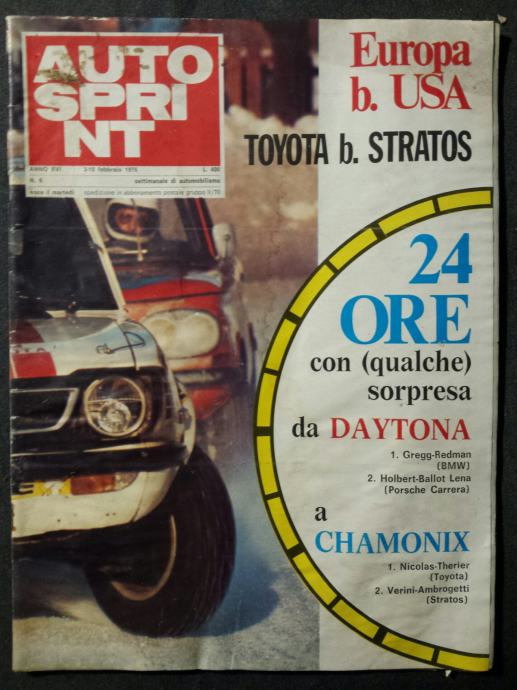 AUTO
SPRI
NT
ANNO XVI 3-10 febbraio 1976 L. 400
N. 6 settimanale di automobilismo
esce il martedì spedizione in abbonamento postale gruppo II/70
Europa
b. USA
TOYOTA b. STRATOS
24
ORE
con (qualche)
sorpresa
da DAYTONA
1. Gregg-Redman
(BMW)
2. Holbert-Ballot Lena
(Porsche Carrera)
a
CHAMONIX
1. Nicolas-Therier
(Toyota)
2. Verini-Ambrogetti
(Stratos)